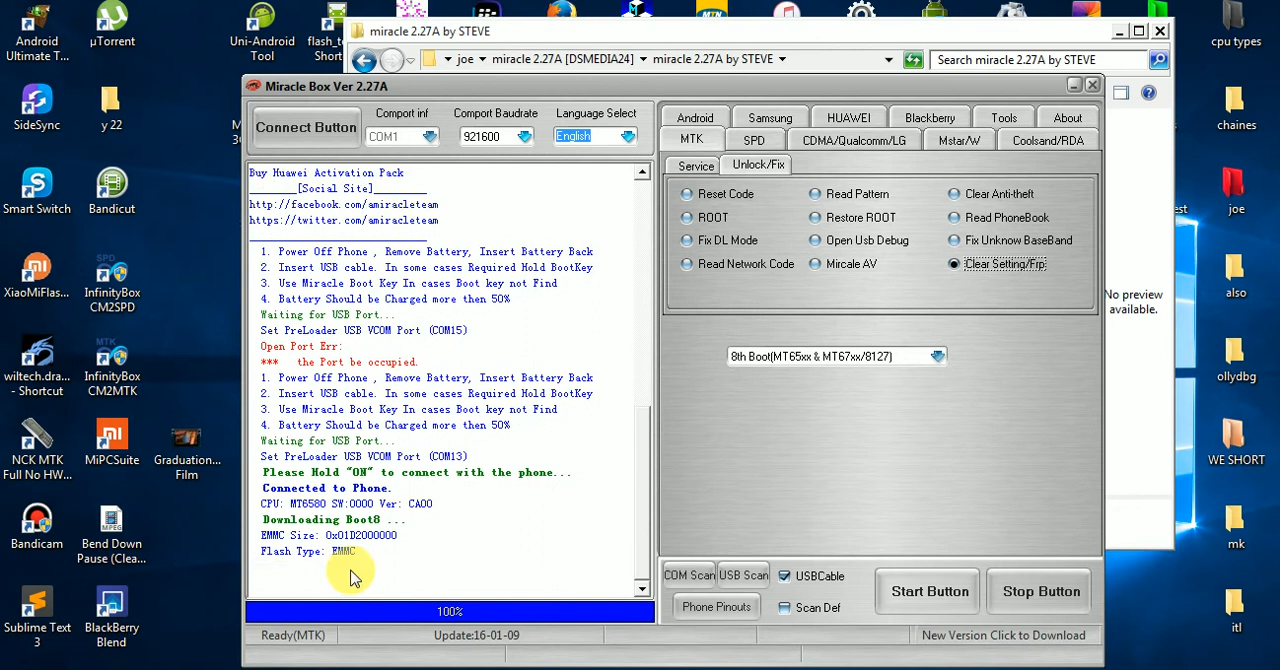 Android
Ultimate T...
µTorrent
Uni-Android
Tool
flash_t
Short
SideSync
y 22
Smart Switch
Bandicut
XiaoMiFlas...
InfinityBox
CM2SPD
wiltech.dra...
- Shortcut
InfinityBox
CM2MTK
NCK MTK
Full No HW...
MiPCSuite
Graduation...
Film
Bandicam
Bend Down
Pause (Clea...
Sublime Text
3
BlackBerry
Blend
miracle 2.27A by STEVE
joe
miracle 2.27A [DSMEDIA24]
miracle 2.27A by STEVE
Search miracle 2.27A by STEVE
Miracle Box Ver 2.27A
Connect Button
Comport inf
Comport Baudrate
Language Select
COM1
921600
English
Buy Huawei Activation Pack
_______[Social Site]_________
http://facebook.com/amiracleteam
https://twitter.com/amiracleteam
1. Power Off Phone , Remove Battery, Insert Battery Back
2. Insert USB cable. In some cases Required Hold BootKey
3. Use Miracle Boot Key In cases Boot key not Find
4. Battery Should be Charged more then 50%
Waiting for USB Port...
Set PreLoader USB VCOM Port (COM15)
Open Port Err:
*** the Port be occupied.
1. Power Off Phone , Remove Battery, Insert Battery Back
2. Insert USB cable. In some cases Required Hold BootKey
3. Use Miracle Boot Key In cases Boot key not Find
4. Battery Should be Charged more then 50%
Waiting for USB Port...
Set PreLoader USB VCOM Port (COM13)
Please Hold "ON" to connect with the phone...
Connected to Phone.
CPU: MT6580 SW:0000 Ver: CA00
Downloading Boot8 ...
EMMC Size: 0x01D2000000
Flash Type: EMMC
100%
Ready(MTK)
Update:16-01-09
New Version Click to Download
Android
Samsung
HUAWEI
Blackberry
Tools
About
MTK
SPD
CDMA/Qualcomm/LG
Mstar/W
Coolsand/RDA
Service
Unlock/Fix
Reset Code
Read Pattern
Clear Anti-theft
ROOT
Restore ROOT
Read PhoneBook
Fix DL Mode
Open Usb Debug
Fix Unknow BaseBand
Read Network Code
Mircale AV
Clear Setting/Frp
8th Boot(MT65xx & MT67xx/8127)
COM Scan
USB Scan
USBCable
Phone Pinouts
Scan Def
Start Button
Stop Button
No preview
available.
cpu types
chaines
joe
also
ollydbg
WE SHORT
mk
itl